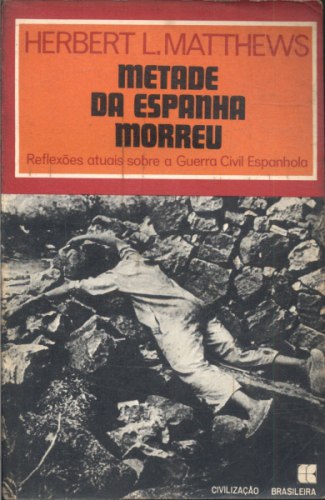 HERBERT L. MATTHEWS
METADE
DA ESPANHA
MORREU
Reflexões atuais sobre a Guerra Civil Espanhola
CIVILIZAÇÃO BRASILEIRA